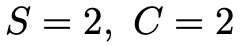 S = 2, C = 2